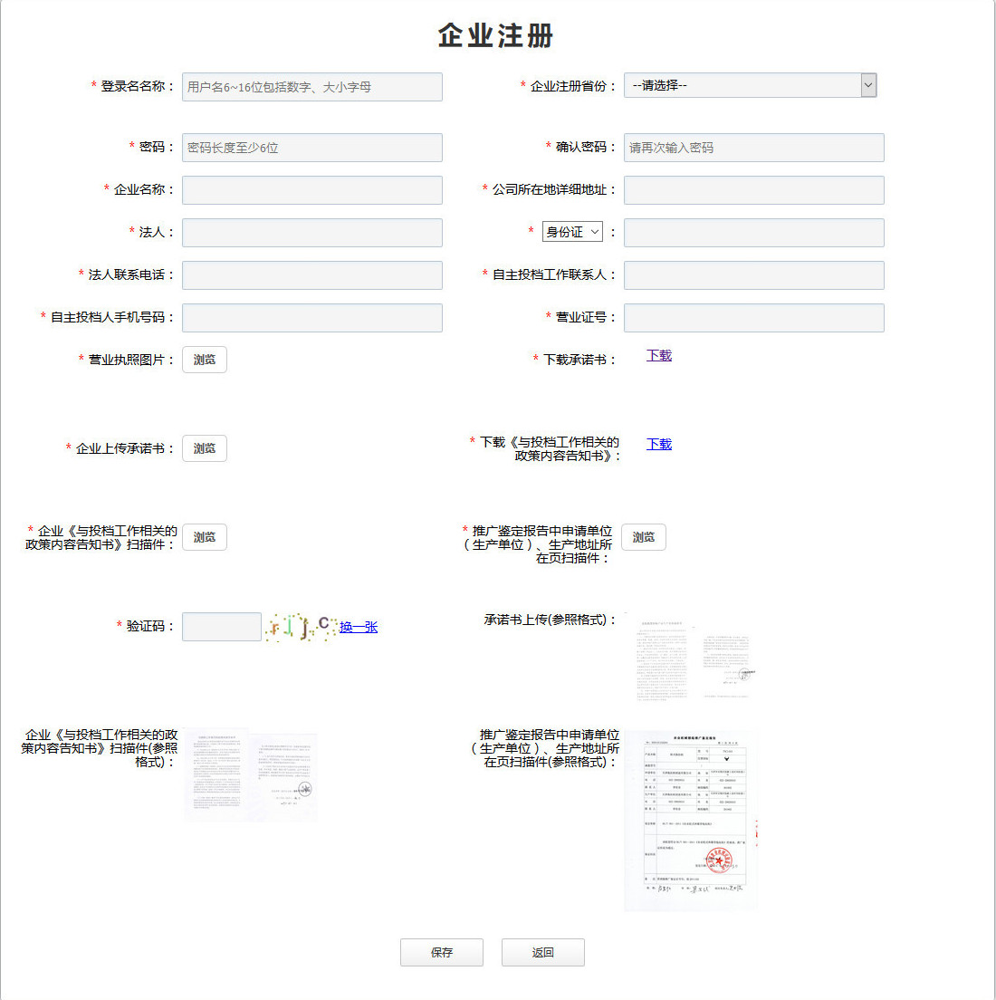 企业注册
* 登录名名称：
用户名6~16位包括数字、大小字母
* 企业注册省份：
--请选择--
* 密码：
密码长度至少6位
* 确认密码：
请再次输入密码
* 企业名称：
* 公司所在地详细地址：
* 法人：
* 身份证 ：
* 法人联系电话：
* 自主投档工作联系人：
* 自主投档人手机号码：
* 营业证号：
* 营业执照图片：
浏览
* 下载承诺书：
下载
* 企业上传承诺书：
浏览
* 下载《与投档工作相关的
政策内容告知书》：
下载
* 企业《与投档工作相关的
政策内容告知书》扫描件：
浏览
* 推广鉴定报告中申请单位
（生产单位）、生产地址所
在页扫描件：
浏览
* 验证码：
r j j c
换一张
承诺书上传(参照格式)：
企业《与投档工作相关的政
策内容告知书》扫描件(参照
格式)：
推广鉴定报告中申请单位
（生产单位）、生产地址所
在页扫描件(参照格式)：
保存
返回